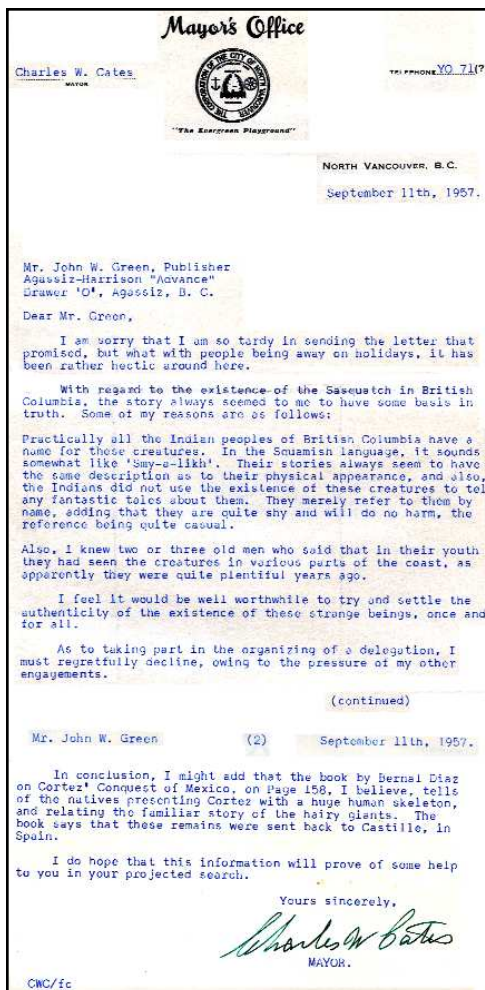 Mayor's Office
Charles W. Cates
MAYOR
TELEPHONE YO 71
THE CORPORATION OF THE CITY OF NORTH VANCOUVER
"The Evergreen Playground"
NORTH VANCOUVER, B. C.
September 11th, 1957.
Mr. John W. Green, Publisher
Agassiz-Harrison "Advance"
Drawer 'O', Agassiz, B. C.
Dear Mr. Green,
I am sorry that I am so tardy in sending the letter that
promised, but what with people being away on holidays, it has
been rather hectic around here.
With regard to the existence of the Sasquatch in British
Columbia, the story always seemed to me to have some basis in
truth. Some of my reasons are as follows:
Practically all the Indian peoples of British Columbia have a
name for these creatures. In the Squamish language, it sounds
somewhat like 'Smy-a-likh'. Their stories always seem to have
the same description as to their physical appearance, and also,
the Indians did not use the existence of these creatures to tel
any fantastic tales about them. They merely refer to them by
name, adding that they are quite shy and will do no harm, the
reference being quite casual.
Also, I knew two or three old men who said that in their youth
they had seen the creatures in various parts of the coast, as
apparently they were quite plentiful years ago.
I feel it would be well worthwhile to try and settle the
authenticity of the existence of these strange beings, once and
for all.
As to taking part in the organizing of a delegation, I
must regretfully decline, owing to the pressure of my other
engagements.
(continued)
Mr. John W. Green (2) September 11th, 1957.
In conclusion, I might add that the book by Bernal Diaz
on Cortez' Conquest of Mexico, on Page 158, I believe, tells
of the natives presenting Cortez with a huge human skeleton,
and relating the familiar story of the hairy giants. The
book says that these remains were sent back to Castille, in
Spain.
I do hope that this information will prove of some help
to you in your projected search.
Yours sincerely,
Charles W Cates
MAYOR.
CWC/fc